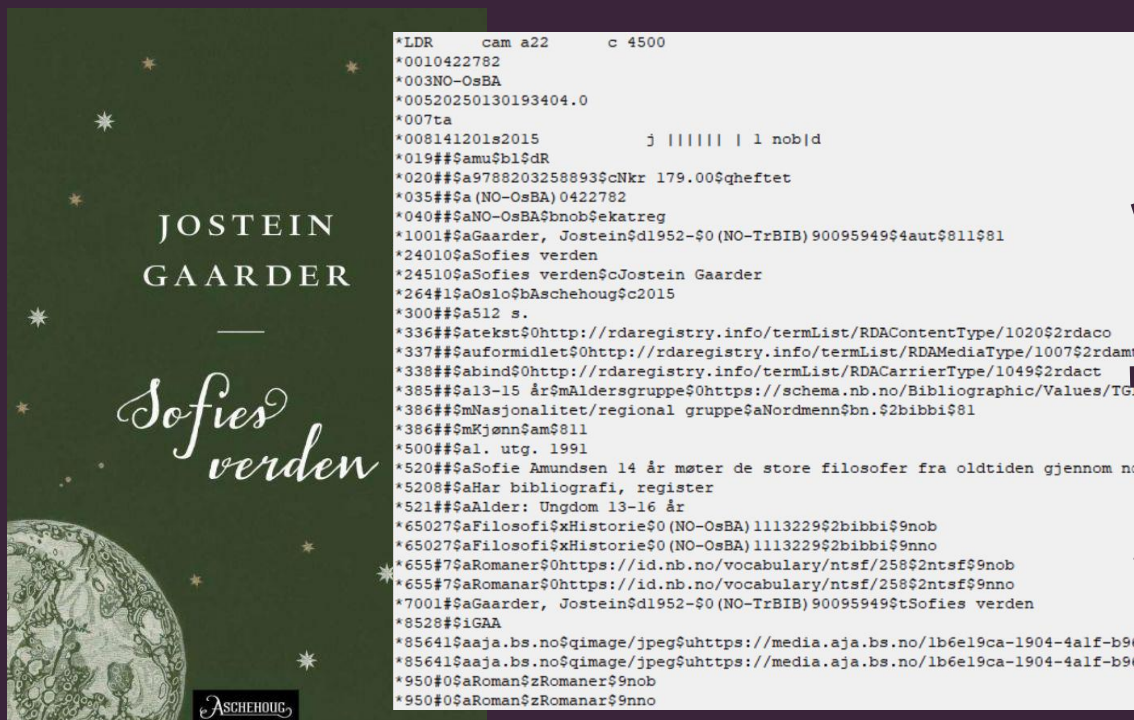 JOSTEIN
GAARDER
Sofies
verden
ASCHEHOUG
*LDR     cam a22     c 4500
*0010422782
*003NO-OsBA
*00520250130193404.0
*007ta
*008141201s2015            j |||||| | 1 nob|d
*019##$amu$bl$dR
*020##$a9788203258893$cNkr 179.00$qheftet
*035##$a(NO-OsBA)0422782
*040##$aNO-OsBA$bnob$ekatreg
*1001#$aGaarder, Jostein$d1952-$0(NO-TrBIB)90095949$4aut$811$81
*24010$aSofies verden
*24510$aSofies verden$cJostein Gaarder
*264#1$aOslo$bAschehoug$c2015
*300##$a512 s.
*336##$atekst$0http://rdaregistry.info/termList/RDAContentType/1020$2rdaco
*337##$auformidlet$0http://rdaregistry.info/termList/RDAMediaType/1007$2rdamt
*338##$abind$0http://rdaregistry.info/termList/RDACarrierType/1049$2rdact
*385##$a13-15 år$mAldersgruppe$0https://schema.nb.no/Bibliographic/Values/TG
*386##$mNasjonalitet/regional gruppe$aNordmenn$bn.$2bibbi$81
*386##$mKjønn$am$811
*500##$a1. utg. 1991
*520##$aSofie Amundsen 14 år møter de store filosofer fra oldtiden gjennom
*5208#$aHar bibliografi, register
*521##$aAlder: Ungdom 13-16 år
*65027$aFilosofi$xHistorie$0(NO-OsBA)1113229$2bibbi$9nob
*65027$aFilosofi$xHistorie$0(NO-OsBA)1113229$2bibbi$9nno
*655#7$aRomaner$0https://id.nb.no/vocabulary/ntsf/258$2ntsf$9nob
*655#7$aRomanar$0https://id.nb.no/vocabulary/ntsf/258$2ntsf$9nno
*7001#$aGaarder, Jostein$d1952-$0(NO-TrBIB)90095949$tSofies verden
*8528#$iGAA
*85641$aaja.bs.no$qimage/jpeg$uhttps://media.aja.bs.no/1b6e19ca-1904-4a1f-b96
*85641$aaja.bs.no$qimage/jpeg$uhttps://media.aja.bs.no/1b6e19ca-1904-4a1f-b96
*950#0$aRoman$zRomaner$9nob
*950#0$aRoman$zRomanar$9nno